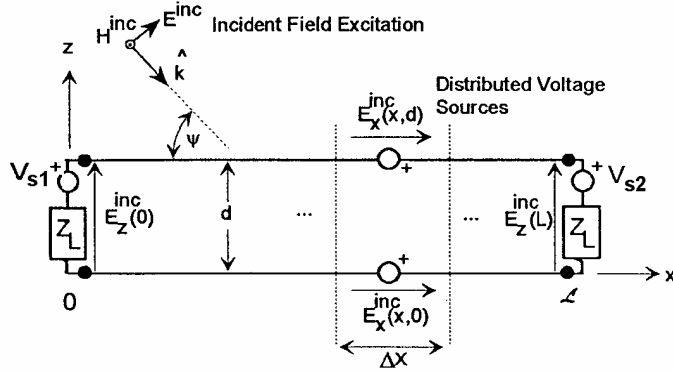 H^inc E^inc Incident Field Excitation
z
k̂
Distributed Voltage
Sources
E_x^inc(x,d)
ψ
+
V_s1 + + V_s2
E_z^inc(0) d ... ... E_z^inc(L)
Z_L Z_L
+
0 ℒ x
E_x^inc(x,0)
Δx